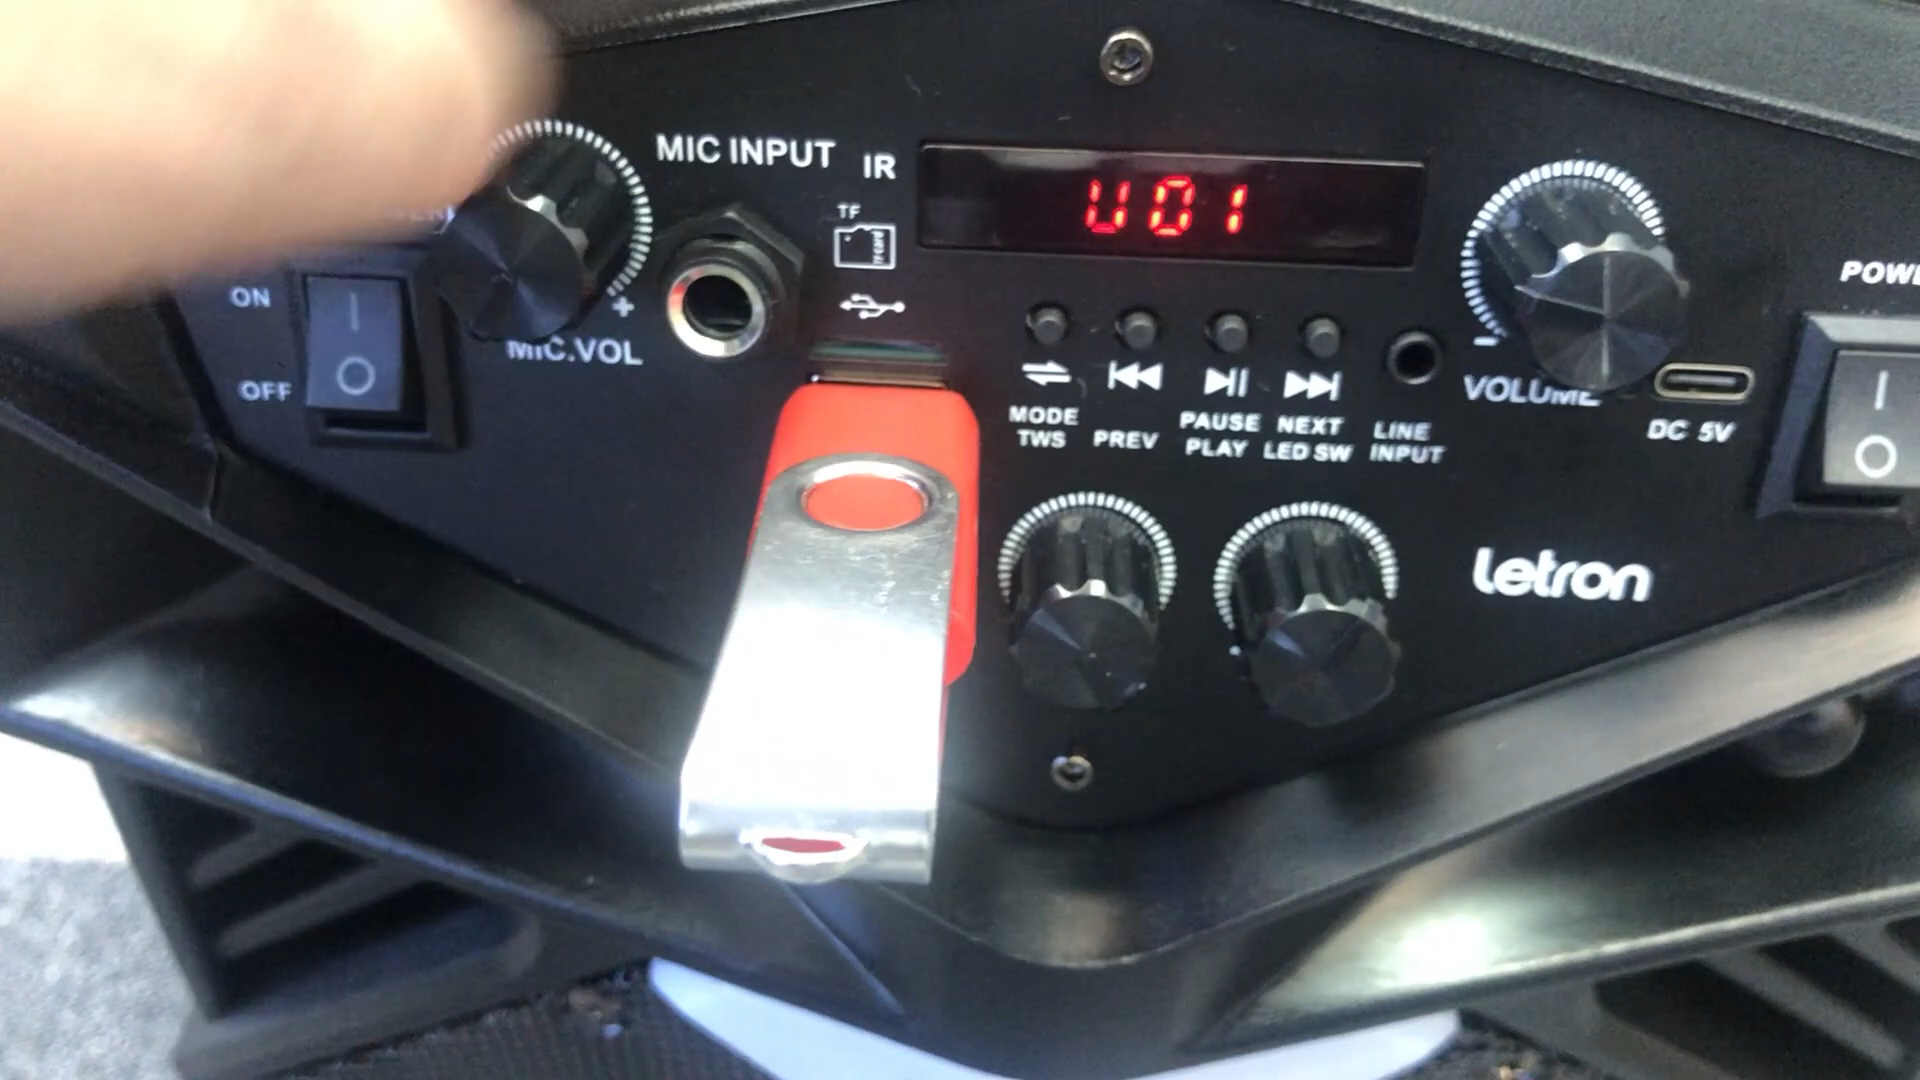 MIC INPUT
IR
TF
U01
ON
OFF
MIC.VOL
MODE
TWS
PREV
PAUSE
PLAY
NEXT
LED SW
LINE
INPUT
VOLUME
DC 5V
letron